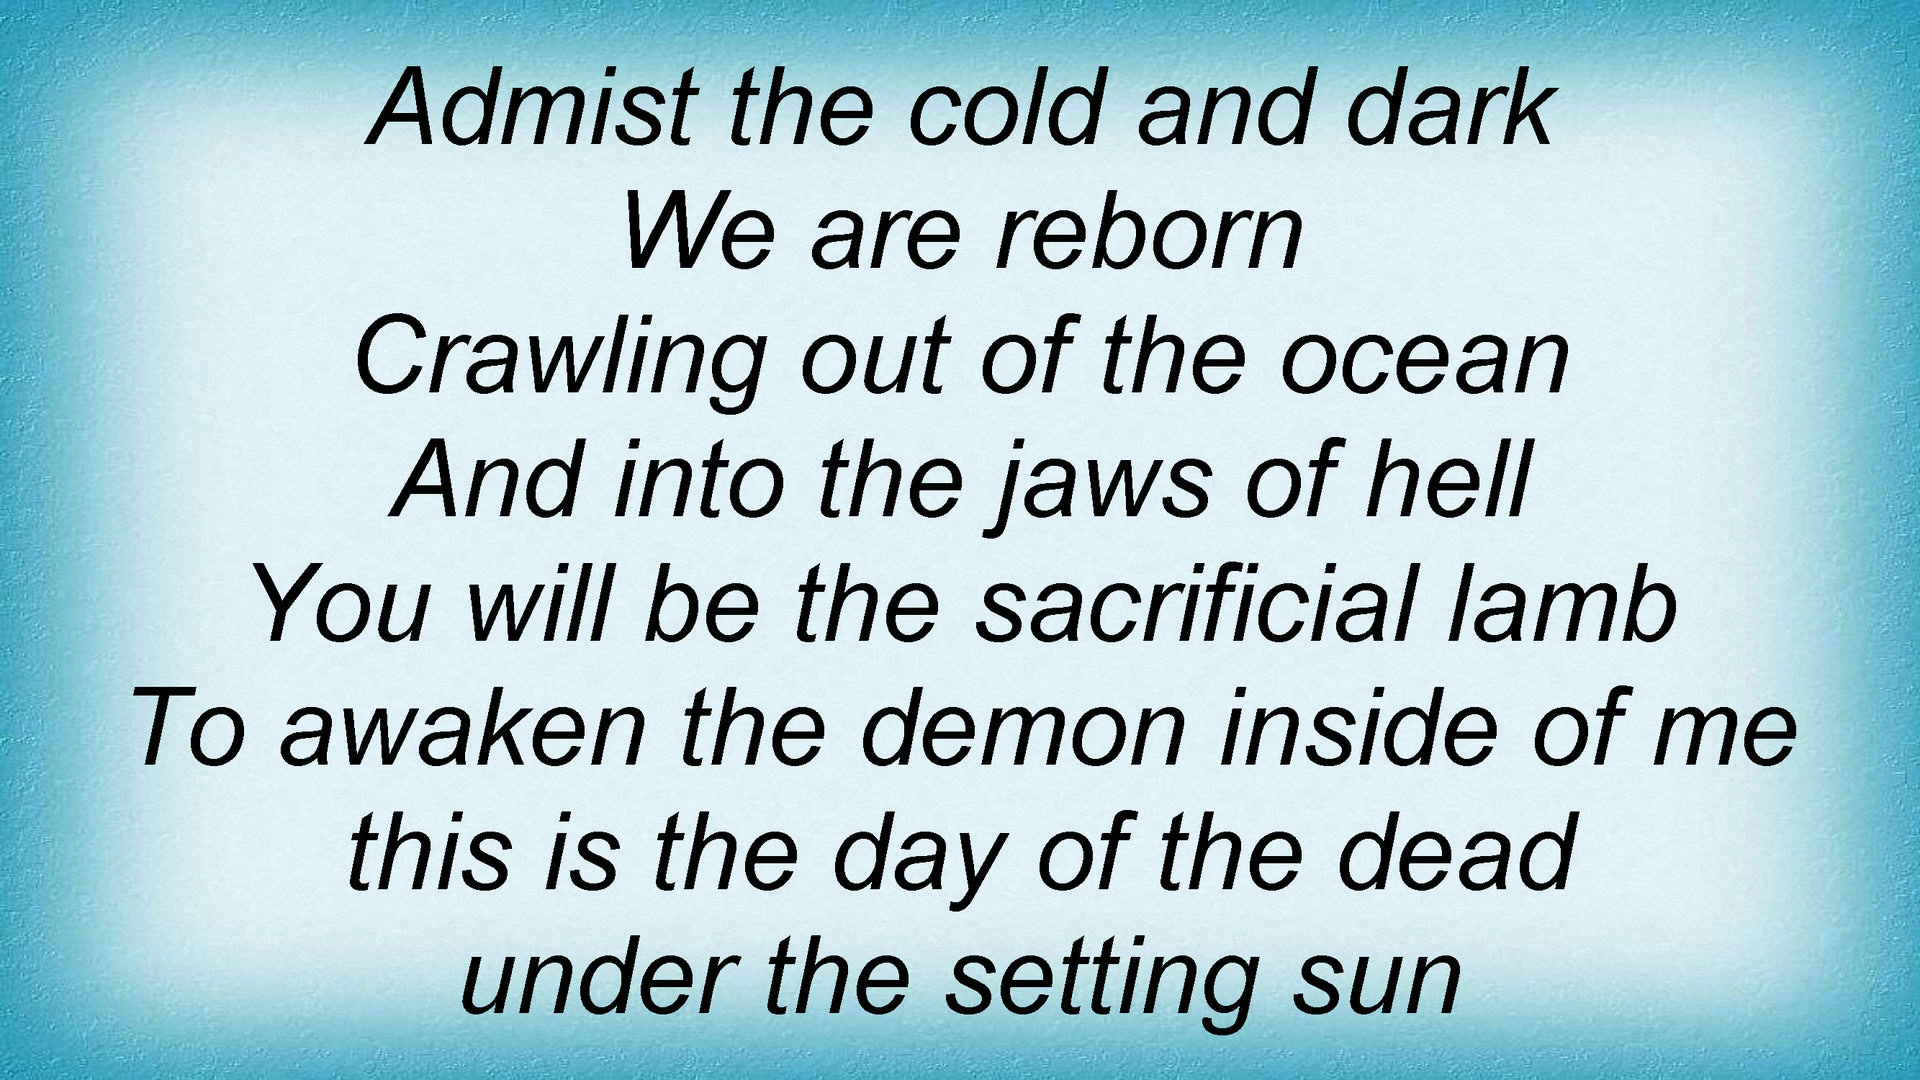 Admist the cold and dark
We are reborn
Crawling out of the ocean
And into the jaws of hell
You will be the sacrificial lamb
To awaken the demon inside of me
this is the day of the dead
under the setting sun